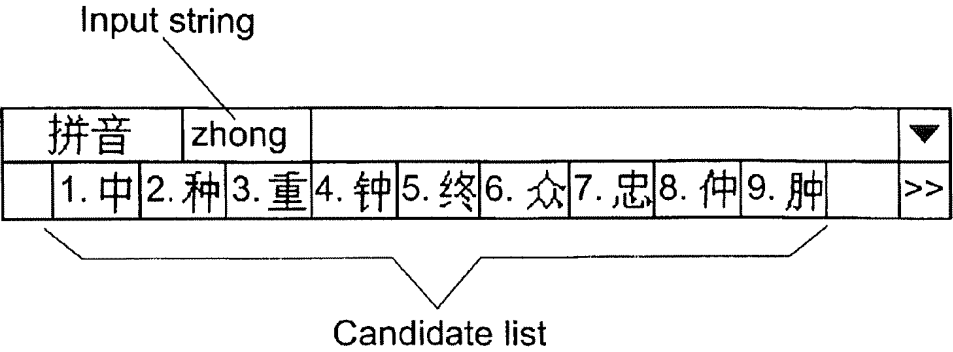 Input string
拼音 zhong ▼
1. 中 2. 种 3. 重 4. 钟 5. 终 6. 众 7. 忠 8. 仲 9. 肿 >>
Candidate list